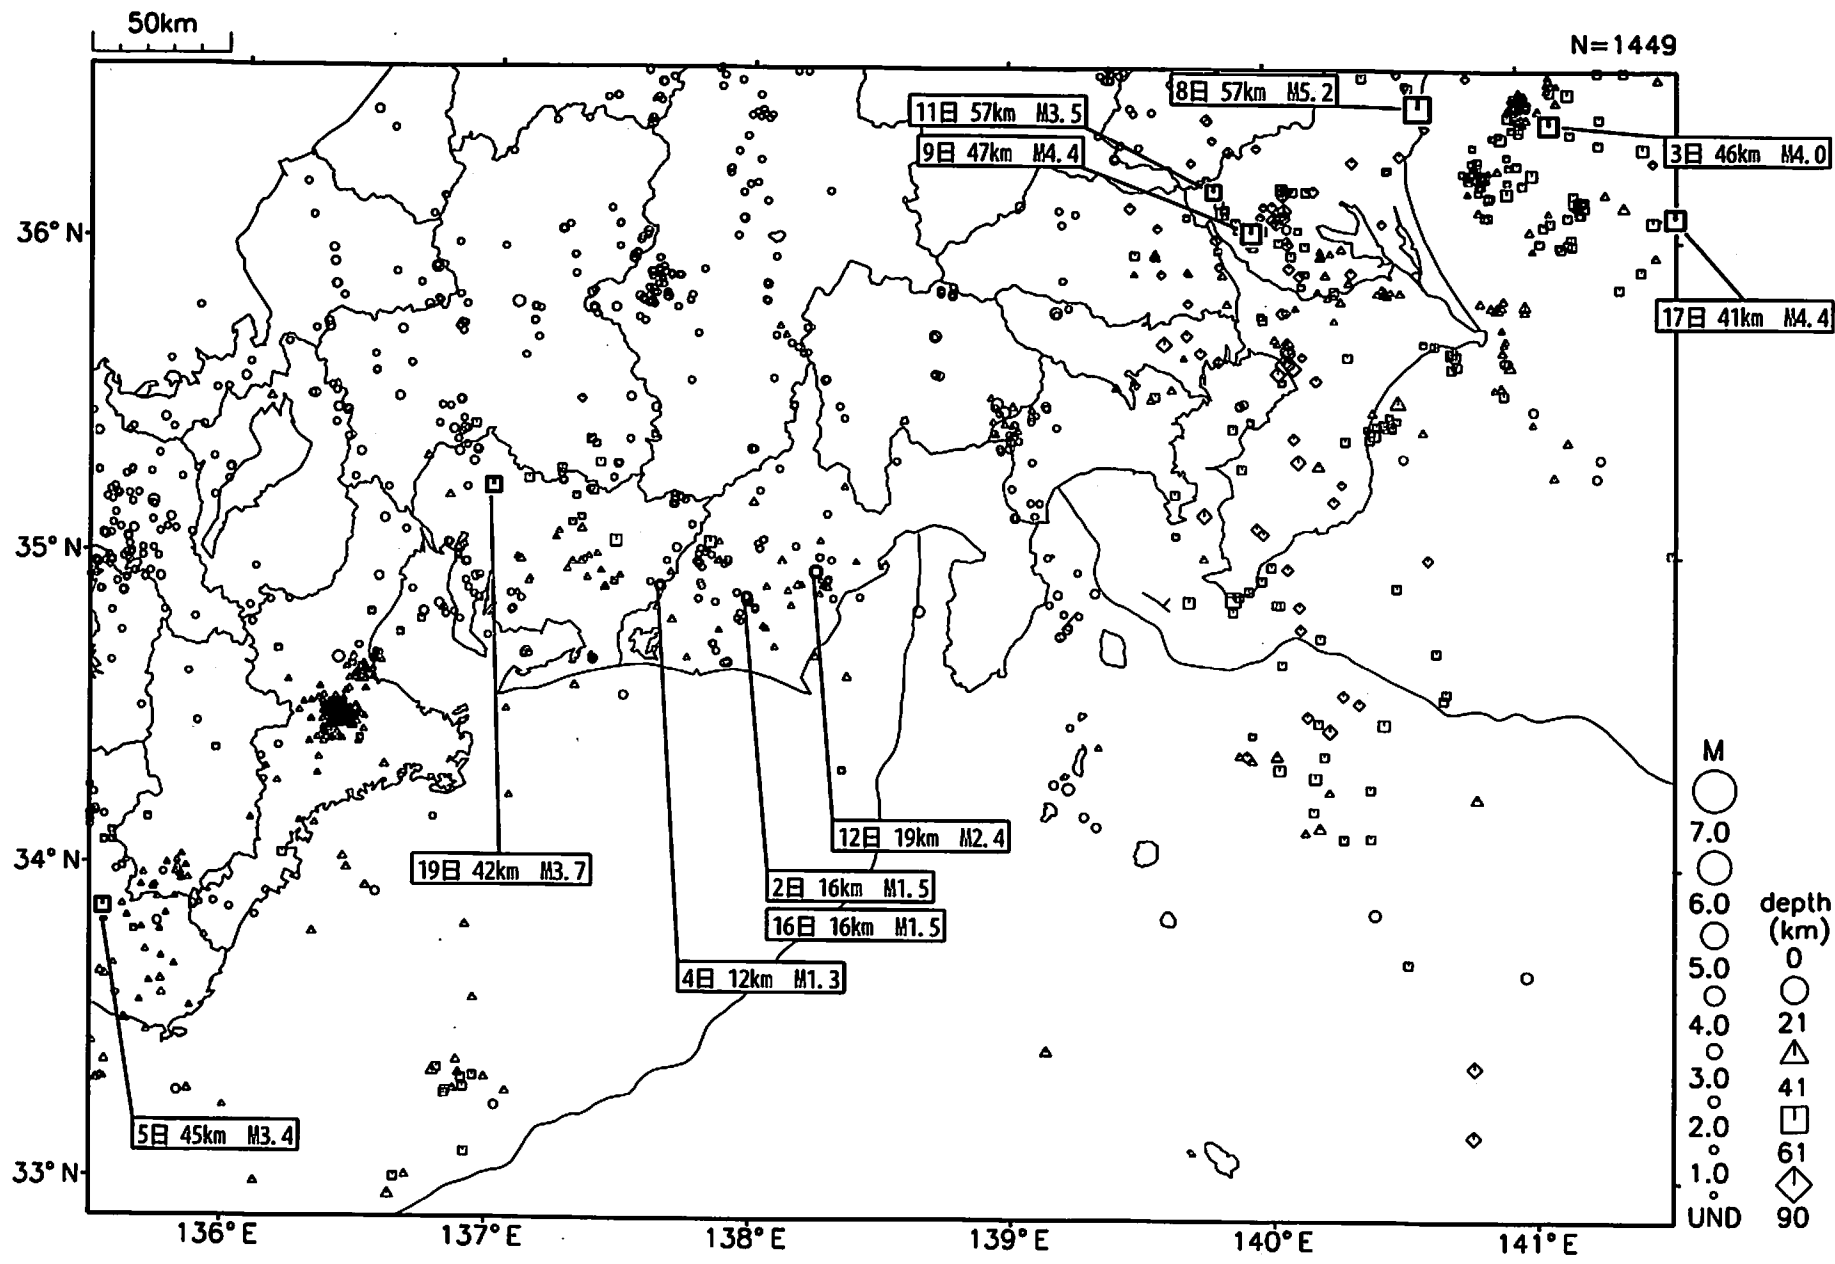 50km
N=1449
8日 57km M5.2
11日 57km M3.5
9日 47km M4.4
3日 46km M4.0
36°N
17日 41km M4.4
35°N
M
7.0
12日 19km M2.4
34°N
19日 42km M3.7
2日 16km M1.5
6.0
depth
(km)
16日 16km M1.5
0
5.0
4日 12km M1.3
21
4.0
3.0
41
2.0
5日 45km M3.4
61
1.0
33°N
UND
90
136°E
137°E
138°E
139°E
140°E
141°E